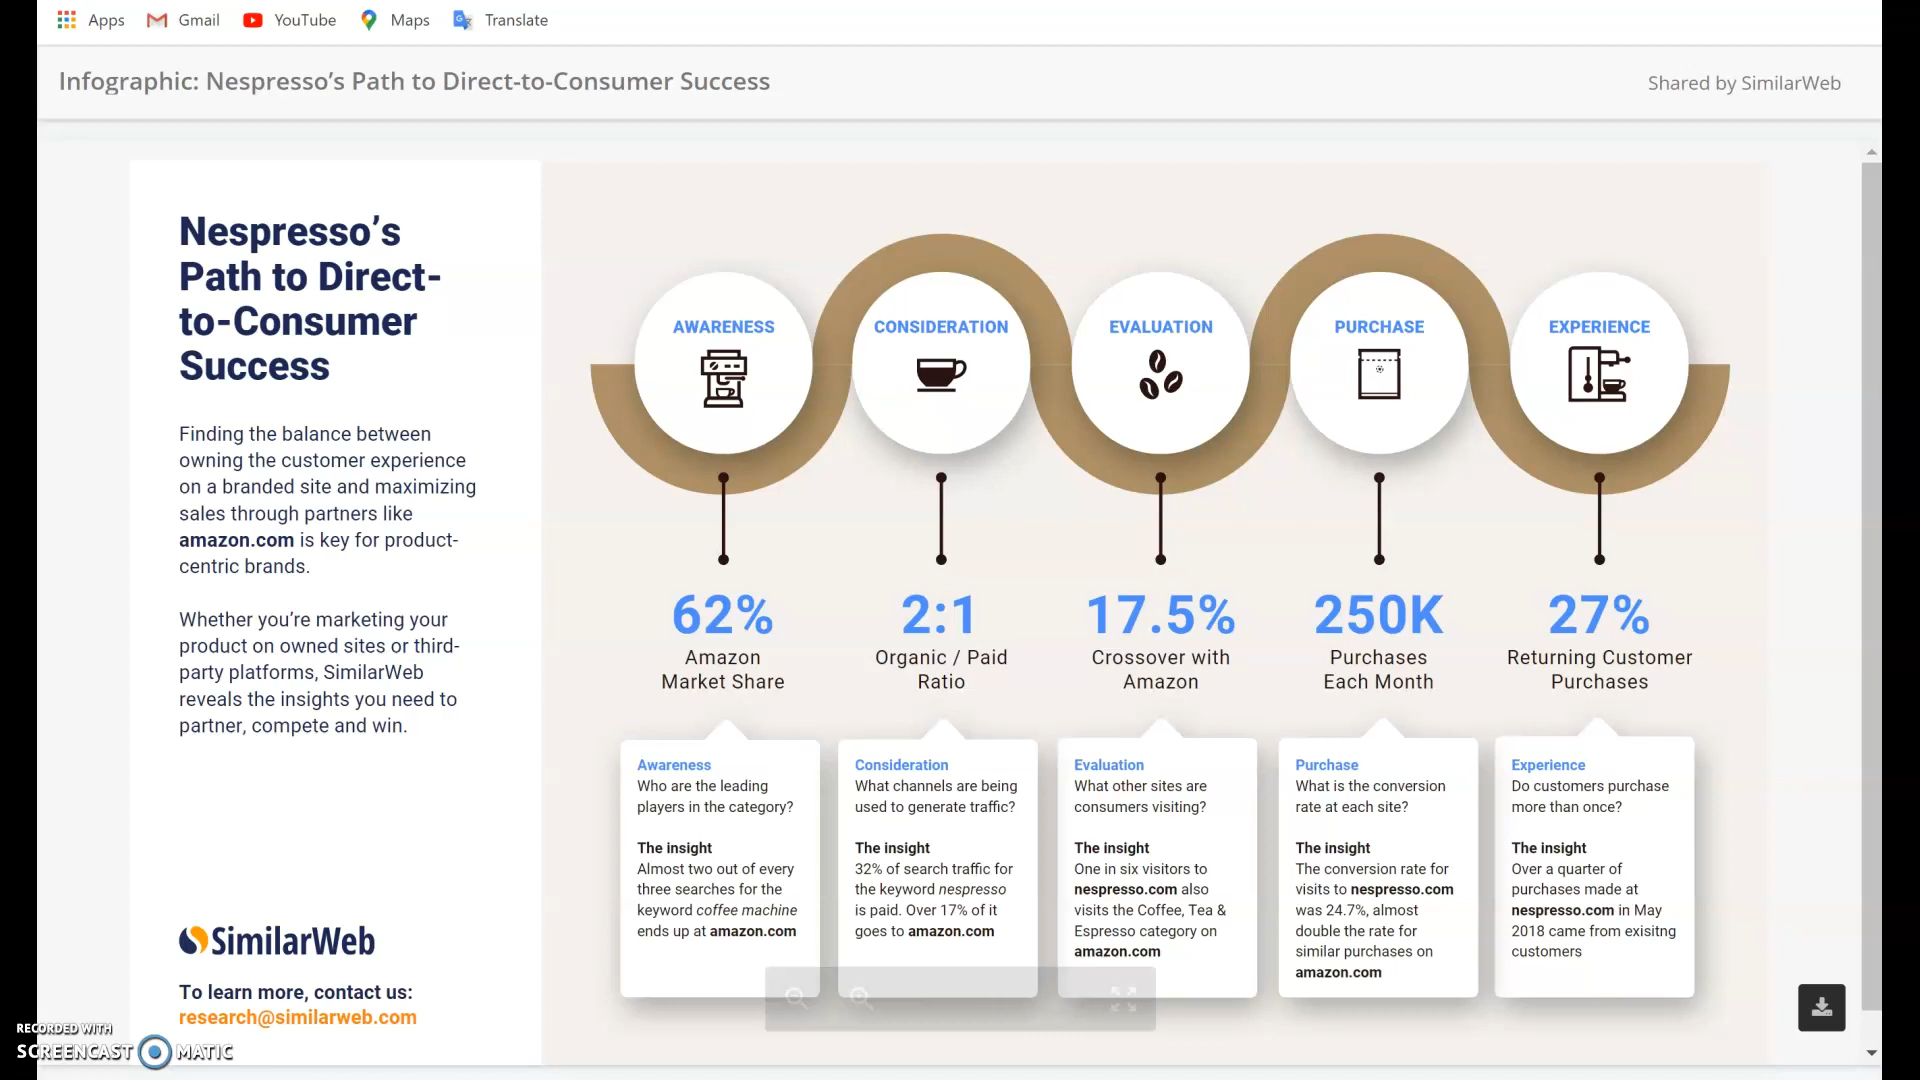 Apps Gmail YouTube Maps Translate
Infographic: Nespresso’s Path to Direct-to-Consumer Success
Shared by SimilarWeb
Nespresso’s
Path to Direct-
to-Consumer
Success
Finding the balance between
owning the customer experience
on a branded site and maximizing
sales through partners like
amazon.com is key for product-
centric brands.
Whether you’re marketing your
product on owned sites or third-
party platforms, SimilarWeb
reveals the insights you need to
partner, compete and win.
SimilarWeb
To learn more, contact us:
research@similarweb.com
AWARENESS
CONSIDERATION
EVALUATION
PURCHASE
EXPERIENCE
62%
Amazon
Market Share
2:1
Organic / Paid
Ratio
17.5%
Crossover with
Amazon
250K
Purchases
Each Month
27%
Returning Customer
Purchases
Awareness
Who are the leading
players in the category?
The insight
Almost two out of every
three searches for the
keyword coffee machine
ends up at amazon.com
Consideration
What channels are being
used to generate traffic?
The insight
32% of search traffic for
the keyword nespresso
is paid. Over 17% of it
goes to amazon.com
Evaluation
What other sites are
consumers visiting?
The insight
One in six visitors to
nespresso.com also
visits the Coffee, Tea &
Espresso category on
amazon.com
Purchase
What is the conversion
rate at each site?
The insight
The conversion rate for
visits to nespresso.com
was 24.7%, almost
double the rate for
similar purchases on
amazon.com
Experience
Do customers purchase
more than once?
The insight
Over a quarter of
purchases made at
nespresso.com in May
2018 came from exisitng
customers
RECORDED WITH
SCREENCAST MATIC